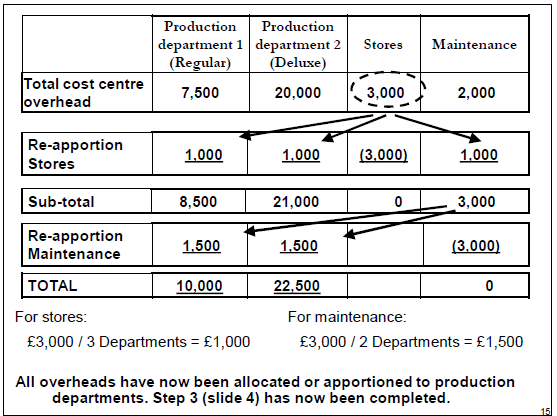 Production department 1 (Regular) Production department 2 (Deluxe) Stores Maintenance
Total cost centre overhead 7,500 20,000 3,000 2,000
Re-apportion Stores 1,000 1,000 (3,000) 1,000
Sub-total 8,500 21,000 0 3,000
Re-apportion Maintenance 1,500 1,500 (3,000)
TOTAL 10,000 22,500 0
For stores: For maintenance:
£3,000 / 3 Departments = £1,000 £3,000 / 2 Departments = £1,500
All overheads have now been allocated or apportioned to production
departments. Step 3 (slide 4) has now been completed.
15